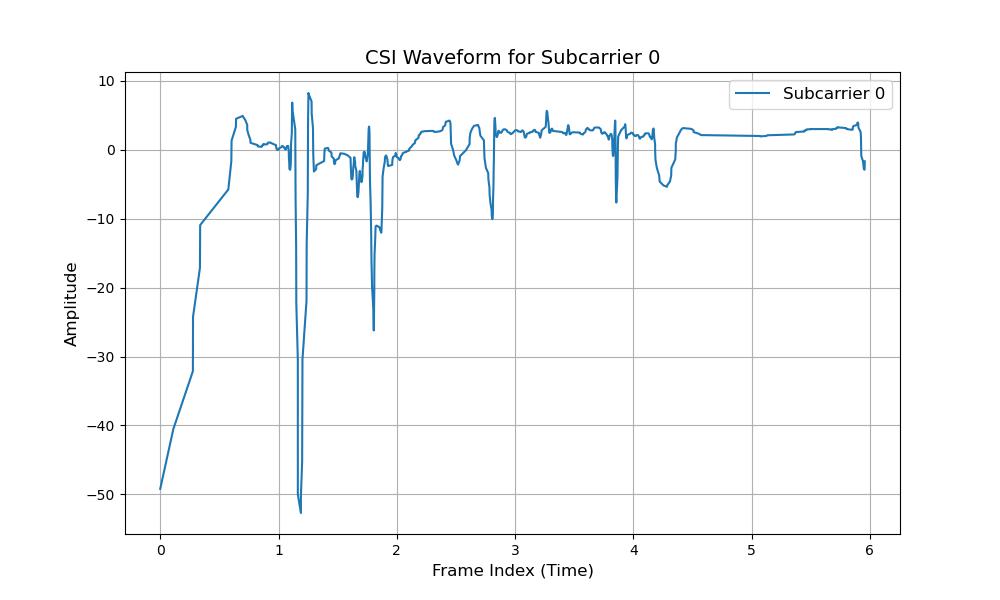 CSI Waveform for Subcarrier 0
Subcarrier 0
10
0
−10
−20
−30
−40
−50
Amplitude
0 1 2 3 4 5 6
Frame Index (Time)